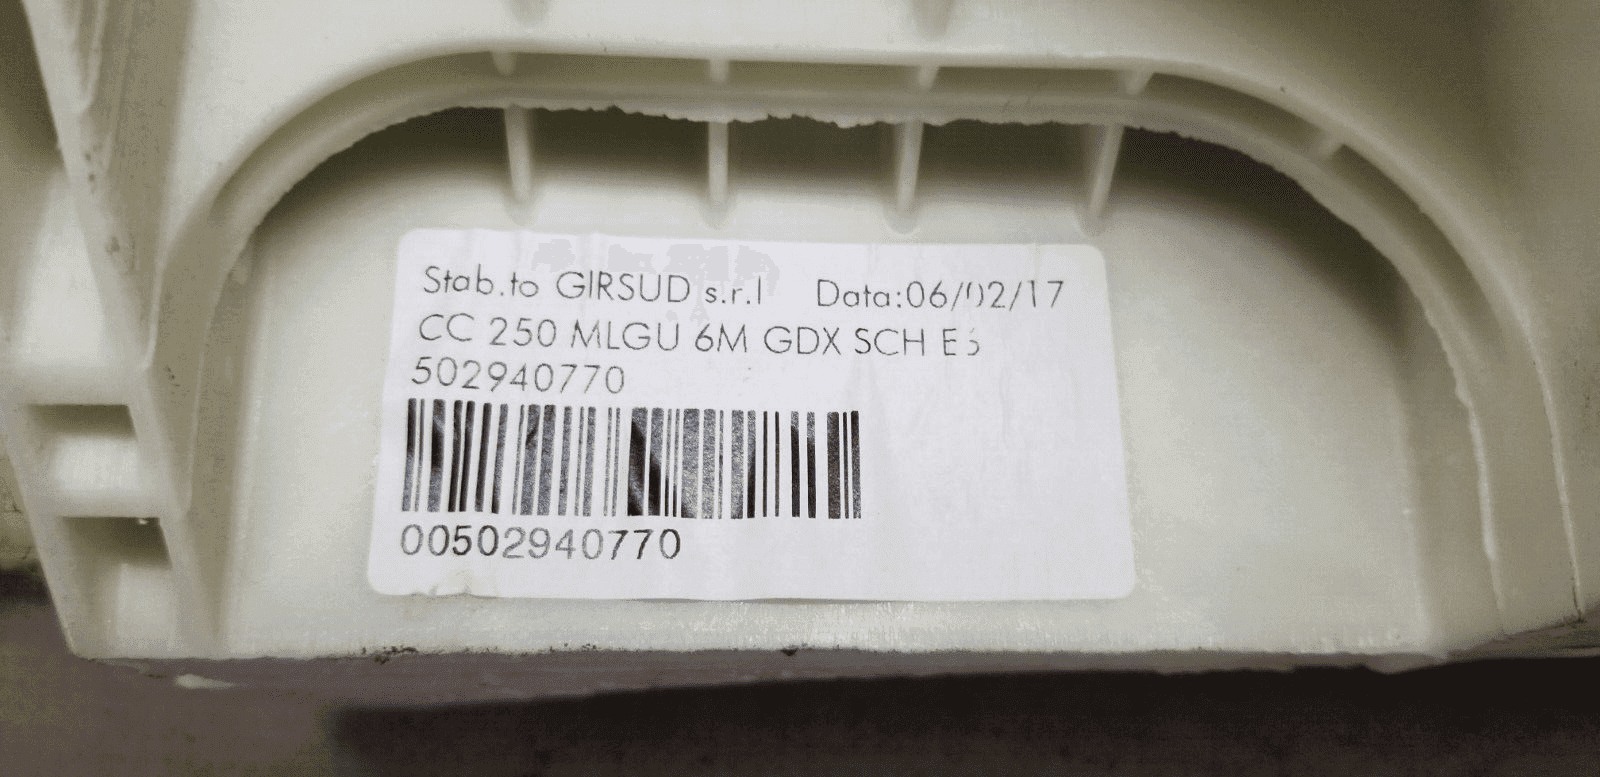 Stab.to GIRSUD s.r.l Data:06/02/17
CC 250 MLGU 6M GDX SCH
502940770
00502940770